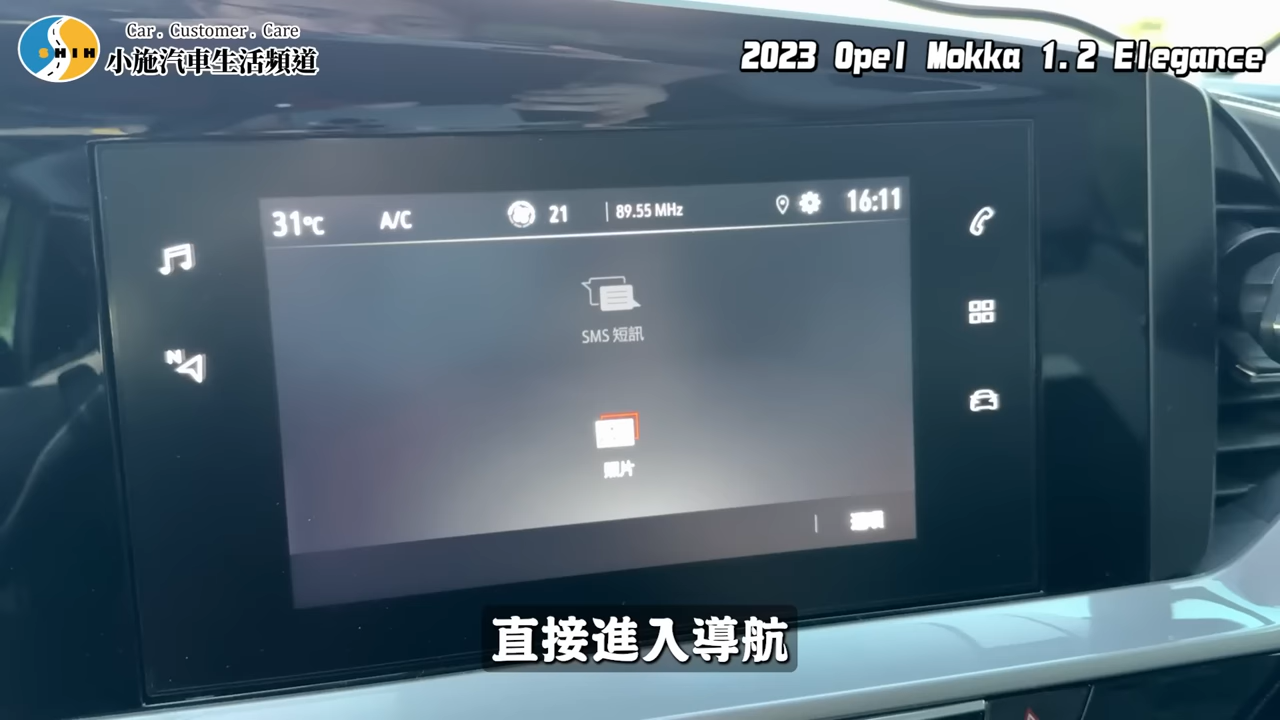 Car. Customer. Care
SHIH
小施汽車生活頻道
2023 Opel Mokka 1.2 Elegance
31°C
A/C
21
89.55 MHz
16:11
SMS 短訊
N
照片
直接進入導航